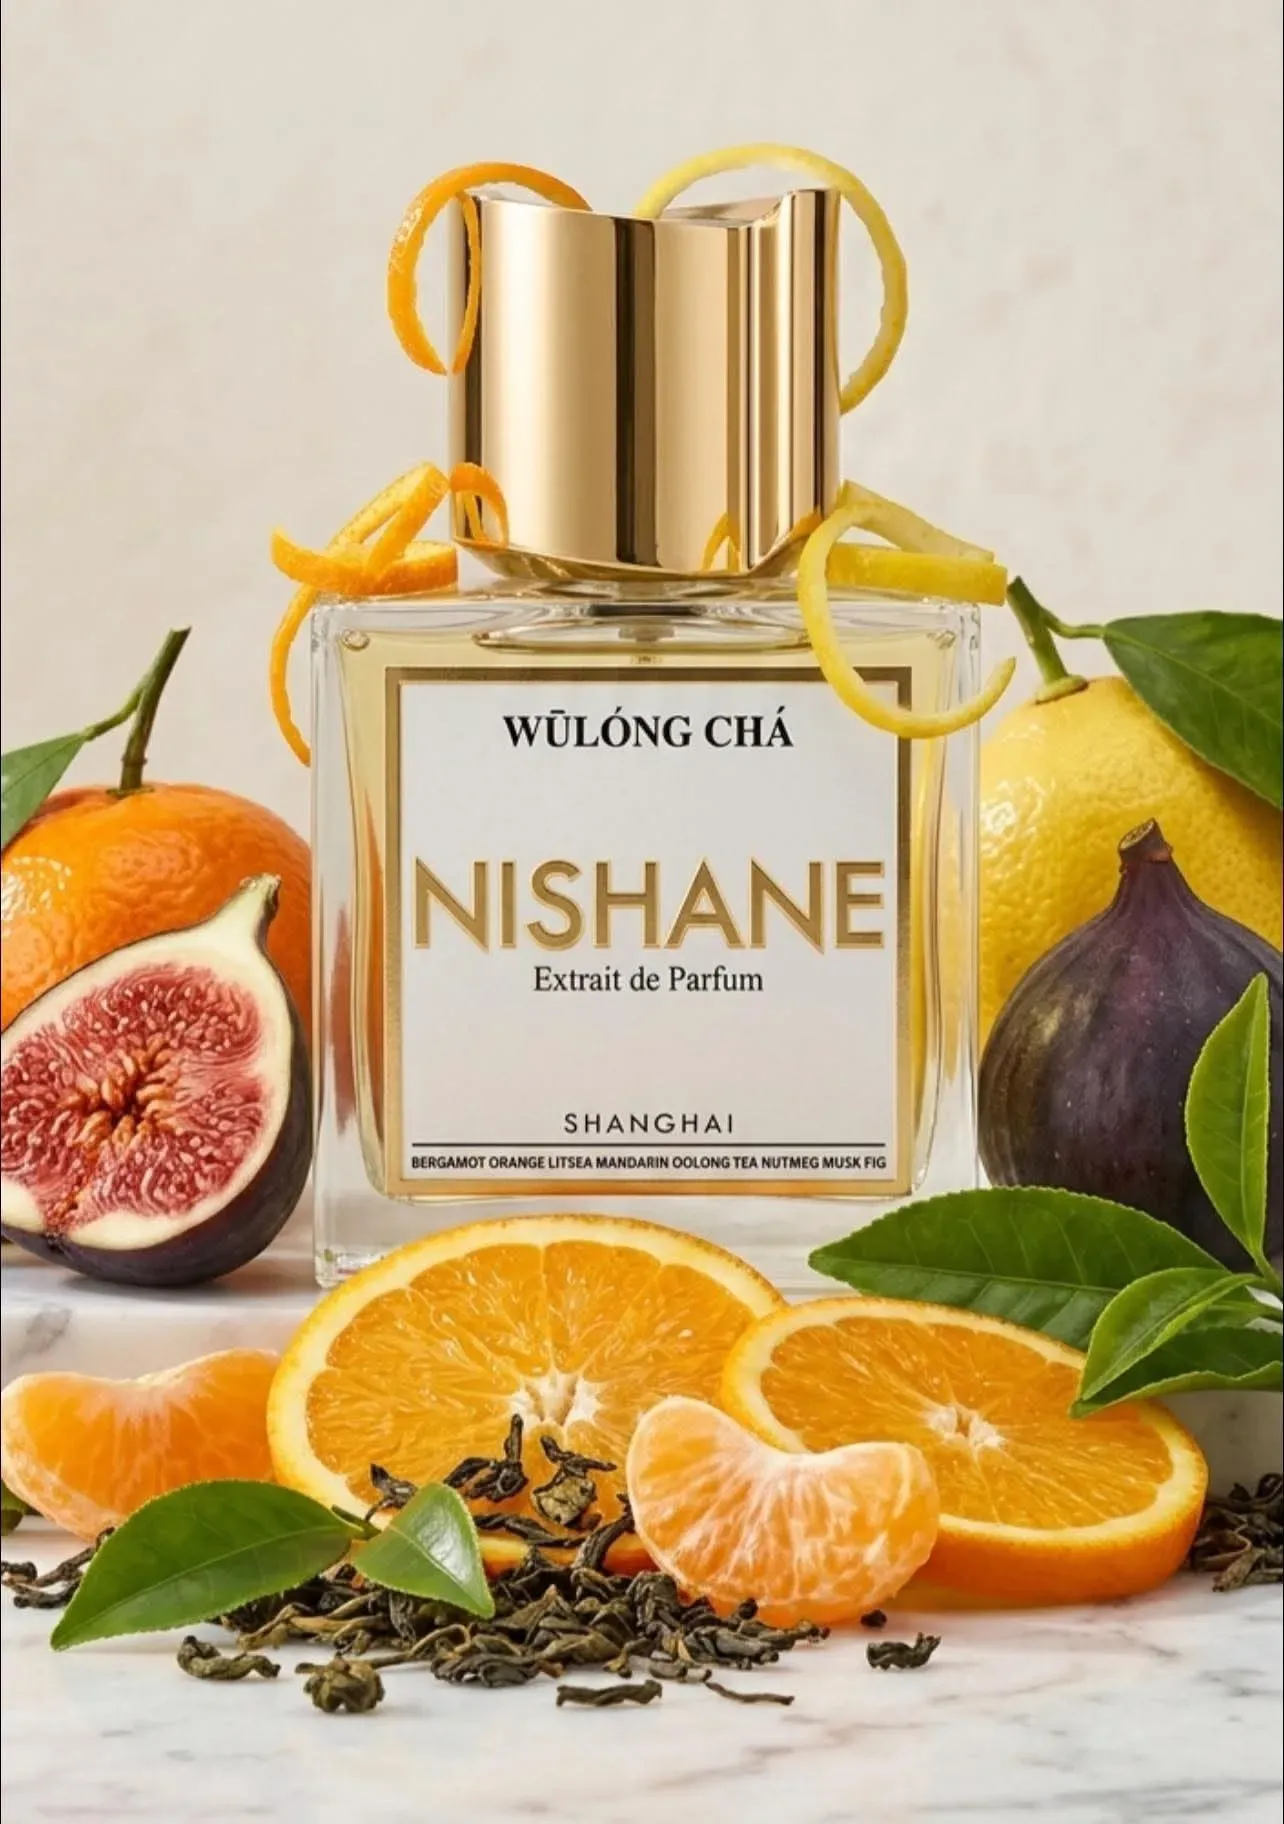 WŪLÓNG CHÁ
NISHANE
Extrait de Parfum
SHANGHAI
BERGAMOT ORANGE LITSEA MANDARIN OOLONG TEA NUTMEG MUSK FIG